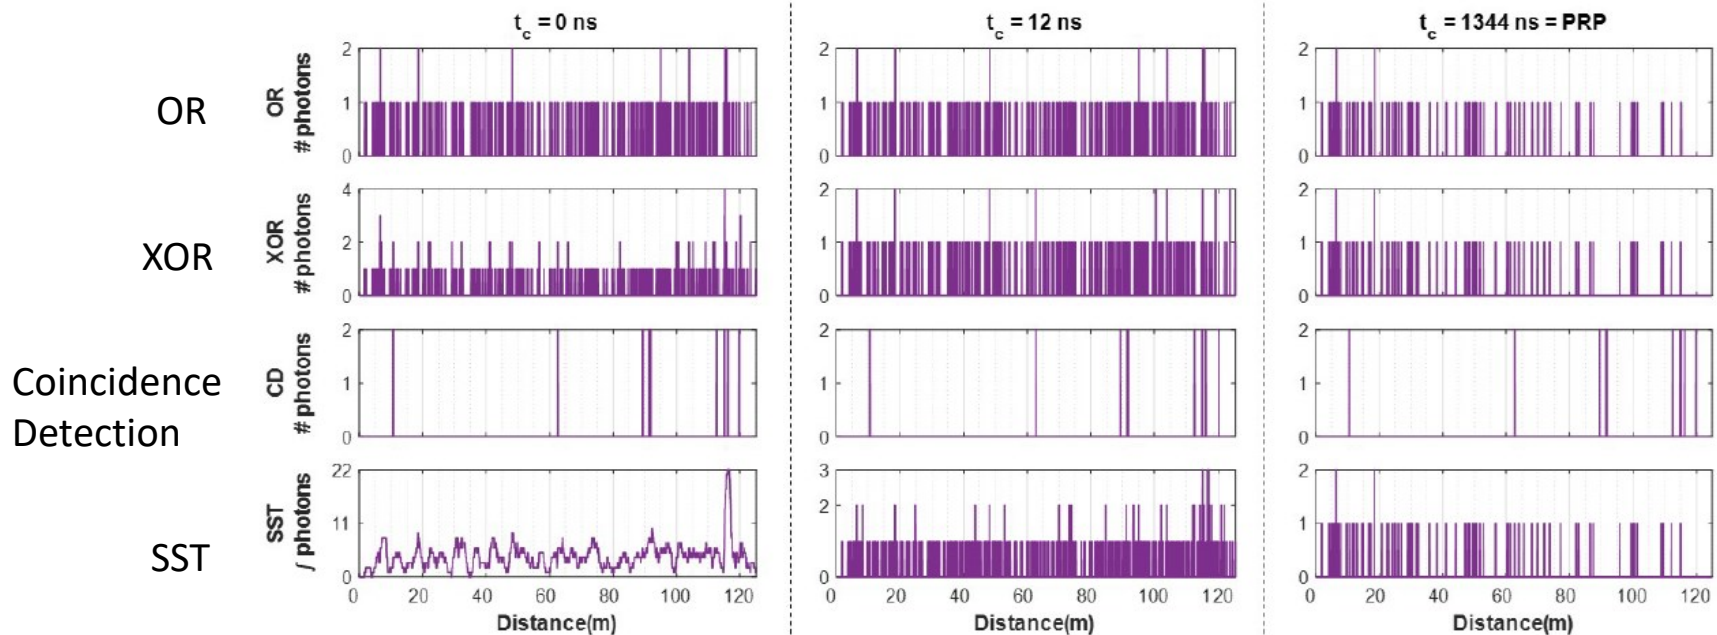 t_c = 0 ns
t_c = 12 ns
t_c = 1344 ns = PRP
OR
OR
# photons
2
1
0
2
1
0
2
1
0
XOR
XOR
# photons
4
3
2
1
0
2
1
0
2
1
0
Coincidence
Detection
CD
# photons
2
1
0
2
1
0
2
1
0
SST
SST
∫ photons
22
11
0
3
2
1
0
2
1
0
0 20 40 60 80 100 120
0 20 40 60 80 100 120
0 20 40 60 80 100 120
Distance(m)
Distance(m)
Distance(m)